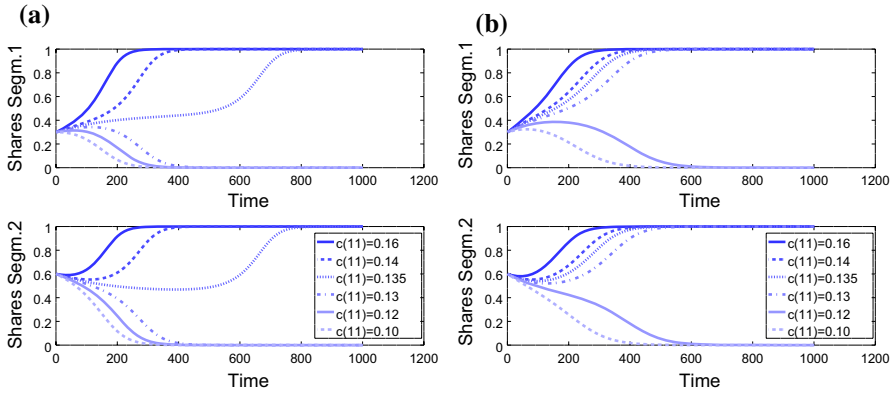 (a)
Shares Segm.1
1
0.8
0.6
0.4
0.2
0
0 200 400 600 800 1000 1200
Time
Shares Segm.2
1
0.8
0.6
0.4
0.2
0
0 200 400 600 800 1000 1200
Time
c(11)=0.16
c(11)=0.14
c(11)=0.135
c(11)=0.13
c(11)=0.12
c(11)=0.10
(b)
Shares Segm.1
1
0.8
0.6
0.4
0.2
0
0 200 400 600 800 1000 1200
Time
Shares Segm.2
1
0.8
0.6
0.4
0.2
0
0 200 400 600 800 1000 1200
Time
c(11)=0.16
c(11)=0.14
c(11)=0.135
c(11)=0.13
c(11)=0.12
c(11)=0.10